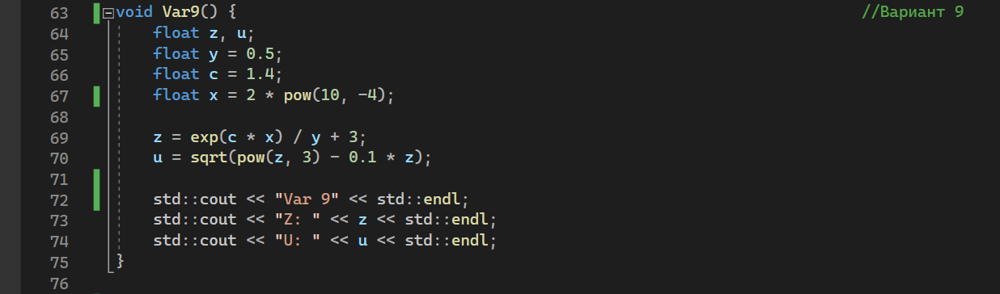 63 void Var9() { //Вариант 9
64 float z, u;
65 float y = 0.5;
66 float c = 1.4;
67 float x = 2 * pow(10, -4);
68
69 z = exp(c * x) / y + 3;
70 u = sqrt(pow(z, 3) - 0.1 * z);
71
72 std::cout << "Var 9" << std::endl;
73 std::cout << "Z: " << z << std::endl;
74 std::cout << "U: " << u << std::endl;
75 }
76